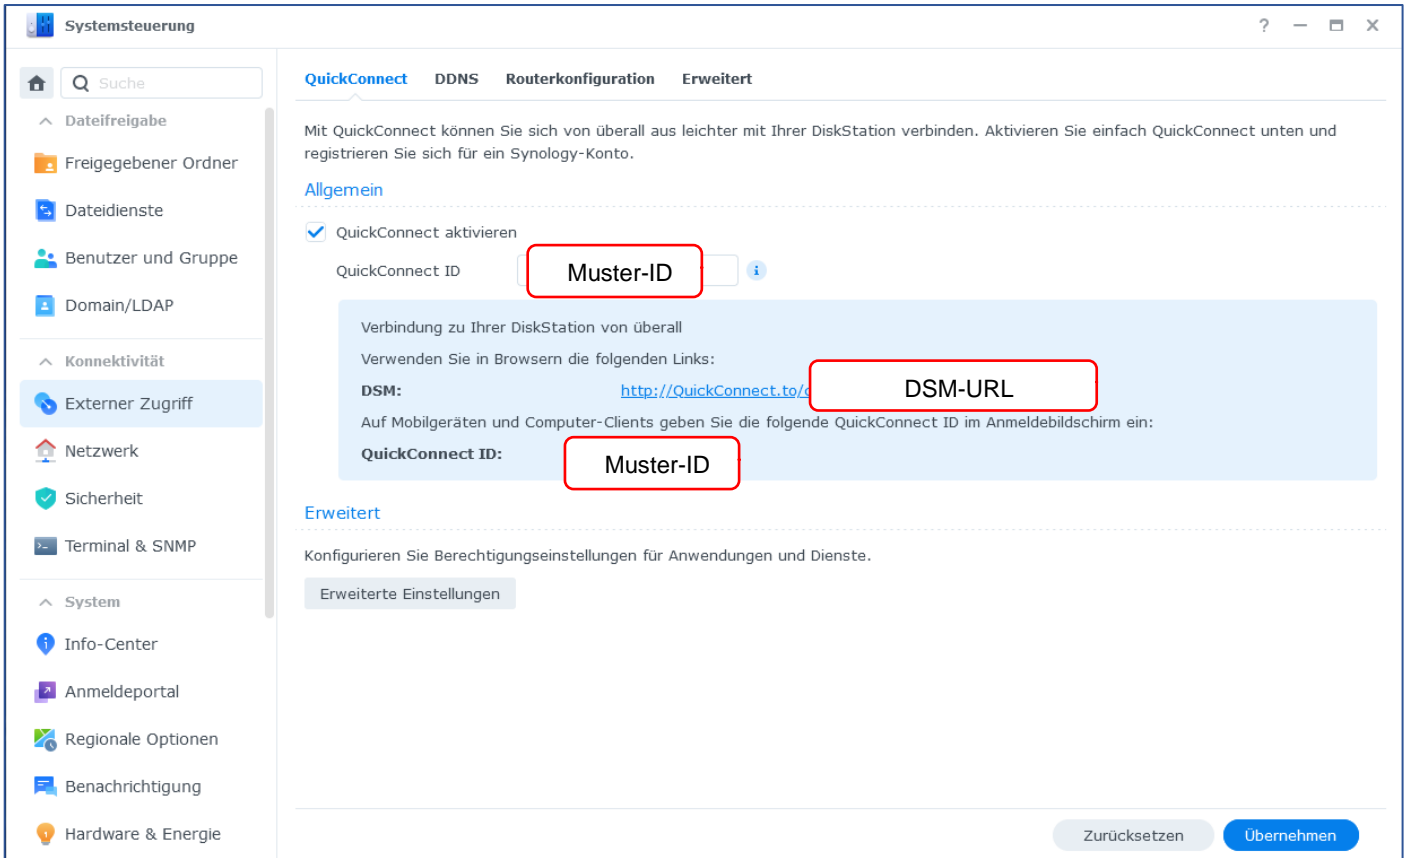 Systemsteuerung
?
Suche
Dateifreigabe
Freigegebener Ordner
Dateidienste
Benutzer und Gruppe
Domain/LDAP
Konnektivität
Externer Zugriff
Netzwerk
Sicherheit
Terminal & SNMP
System
Info-Center
Anmeldeportal
Regionale Optionen
Benachrichtigung
Hardware & Energie
QuickConnect DDNS Routerkonfiguration Erweitert
Mit QuickConnect können Sie sich von überall aus leichter mit Ihrer DiskStation verbinden. Aktivieren Sie einfach QuickConnect unten und
registrieren Sie sich für ein Synology-Konto.
Allgemein
QuickConnect aktivieren
QuickConnect ID Muster-ID
Verbindung zu Ihrer DiskStation von überall
Verwenden Sie in Browsern die folgenden Links:
DSM: http://QuickConnect.to/ DSM-URL
Auf Mobilgeräten und Computer-Clients geben Sie die folgende QuickConnect ID im Anmeldebildschirm ein:
QuickConnect ID: Muster-ID
Erweitert
Konfigurieren Sie Berechtigungseinstellungen für Anwendungen und Dienste.
Erweiterte Einstellungen
Zurücksetzen Übernehmen